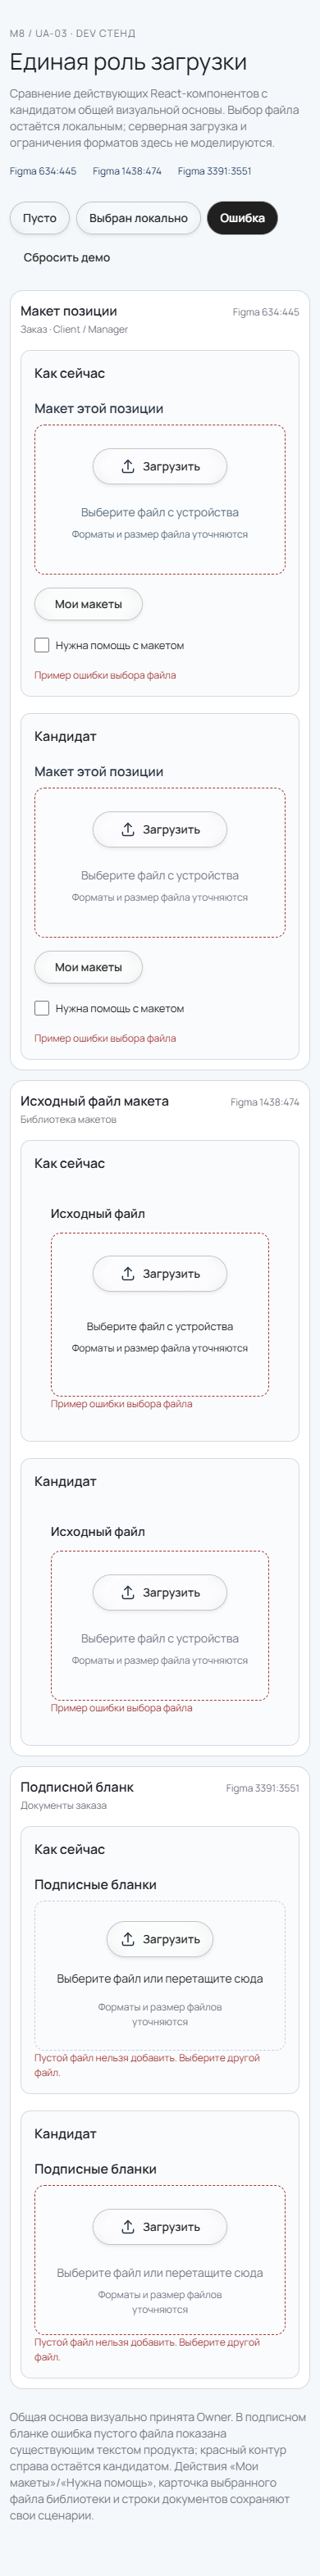 M8 / UA-03 · DEV СТЕНД
Единая роль загрузки
Сравнение действующих React-компонентов с
кандидатом общей визуальной основы. Выбор файла
остаётся локальным; серверная загрузка и
ограничения форматов здесь не моделируются.
Figma 634:445 Figma 1438:474 Figma 3391:3551
Пусто Выбран локально Ошибка
Сбросить демо
Макет позиции Figma 634:445
Заказ · Client / Manager
Как сейчас
Макет этой позиции
Загрузить
Выберите файл с устройства
Форматы и размер файла уточняются
Мои макеты
Нужна помощь с макетом
Пример ошибки выбора файла
Кандидат
Макет этой позиции
Загрузить
Выберите файл с устройства
Форматы и размер файла уточняются
Мои макеты
Нужна помощь с макетом
Пример ошибки выбора файла
Исходный файл макета Figma 1438:474
Библиотека макетов
Как сейчас
Исходный файл
Загрузить
Выберите файл с устройства
Форматы и размер файла уточняются
Пример ошибки выбора файла
Кандидат
Исходный файл
Загрузить
Выберите файл с устройства
Форматы и размер файла уточняются
Пример ошибки выбора файла
Подписной бланк Figma 3391:3551
Документы заказа
Как сейчас
Подписные бланки
Загрузить
Выберите файл или перетащите сюда
Форматы и размер файлов
уточняются
Пустой файл нельзя добавить. Выберите другой
файл.
Кандидат
Подписные бланки
Загрузить
Выберите файл или перетащите сюда
Форматы и размер файлов
уточняются
Пустой файл нельзя добавить. Выберите другой
файл.
Общая основа визуально принята Owner. В подписном
бланке ошибка пустого файла показана
существующим текстом продукта; красный контур
справа остаётся кандидатом. Действия «Мои
макеты»/«Нужна помощь», карточка выбранного
файла библиотеки и строки документов сохраняют
свои сценарии.